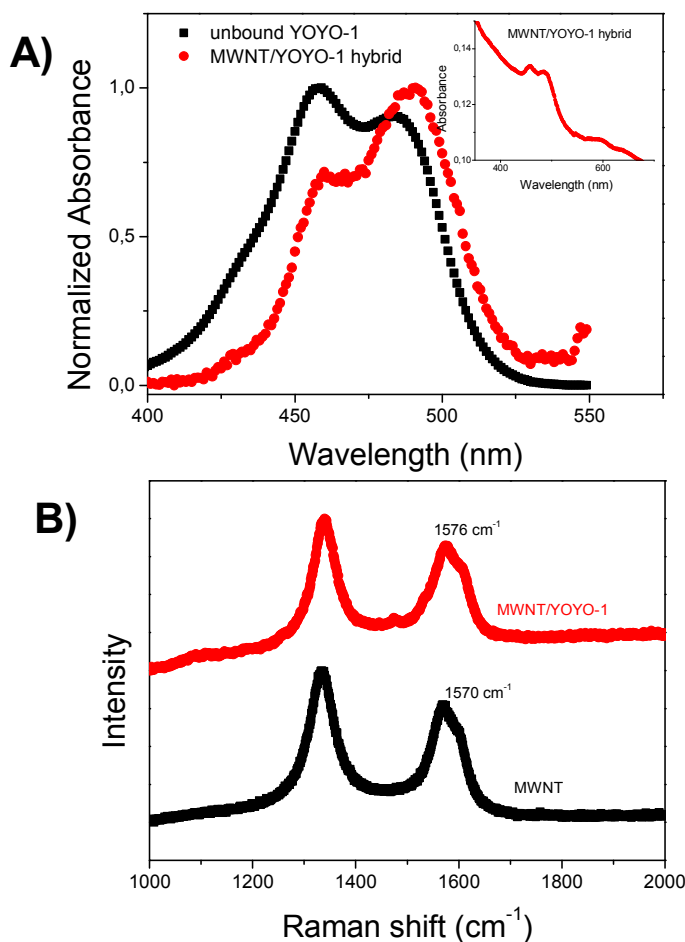 A)
unbound YOYO-1
MWNT/YOYO-1 hybrid
MWNT/YOYO-1 hybrid
0,14
0,12
0,10
Absorbance
400
600
Wavelength (nm)
1,0
0,5
0,0
Normalized Absorbance
400
450
500
550
Wavelength (nm)
B)
1576 cm⁻¹
MWNT/YOYO-1
1570 cm⁻¹
MWNT
Intensity
1000
1200
1400
1600
1800
2000
Raman shift (cm⁻¹)